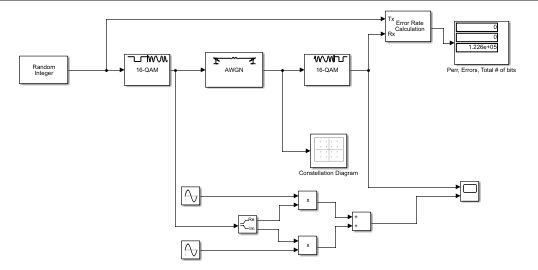 Tx
Rx
Error Rate
Calculation
0
0
1.226e+05
Perr, Errors, Total # of bits
Random
Integer
16-QAM
AWGN
16-QAM
Constellation Diagram
Re
Im
x
x
+
+